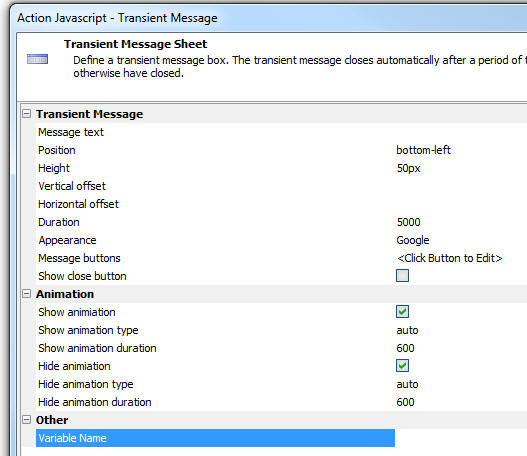 Action Javascript - Transient Message
Transient Message Sheet
Define a transient message box. The transient message closes automatically after a period of
otherwise have closed.
Transient Message
Message text
Position bottom-left
Height 50px
Vertical offset
Horizontal offset
Duration 5000
Appearance Google
Message buttons <Click Button to Edit>
Show close button
Animation
Show animiation
Show animation type auto
Show animation duration 600
Hide animiation
Hide animation type auto
Hide animation duration 600
Other
Variable Name